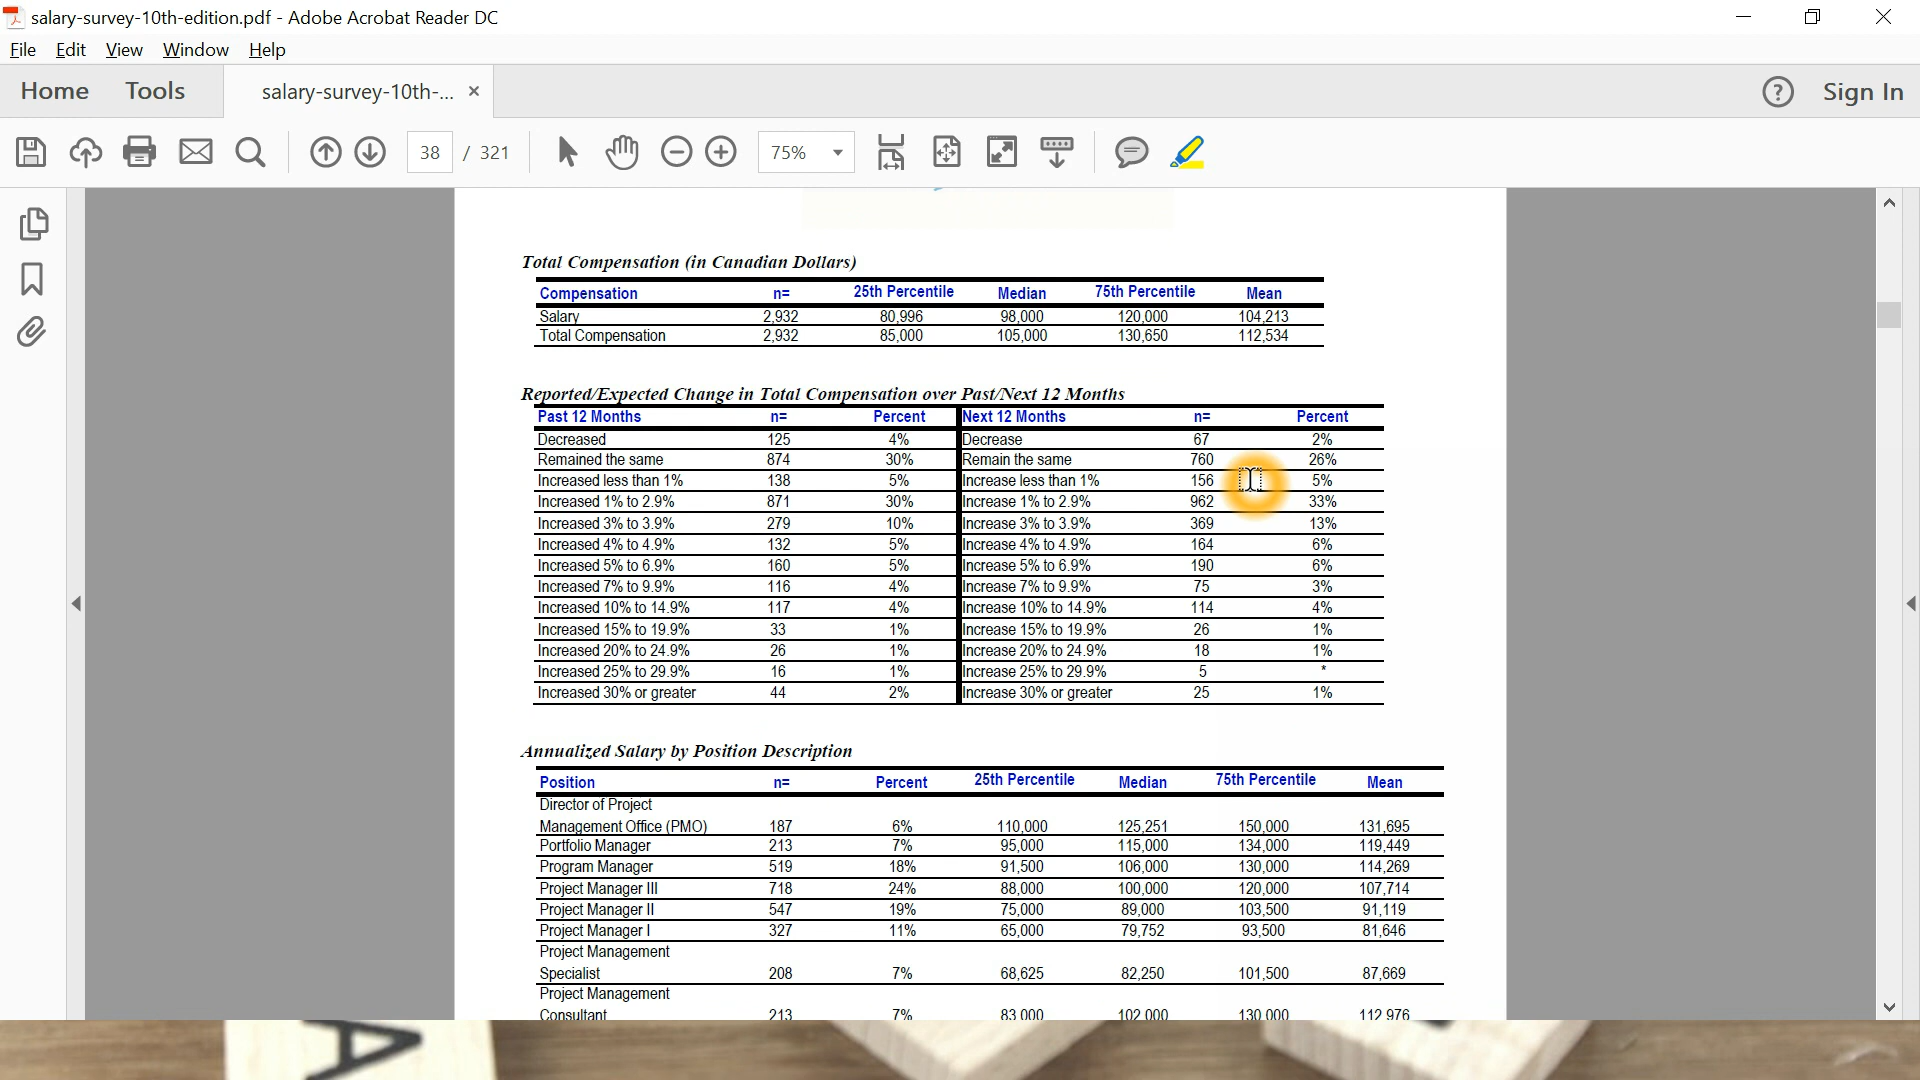 salary-survey-10th-edition.pdf - Adobe Acrobat Reader DC
File Edit View Window Help
Home Tools salary-survey-10th-... × ? Sign In
38 / 321 75%
Total Compensation (in Canadian Dollars)
Compensation n= 25th Percentile Median 75th Percentile Mean
Salary 2,932 80,996 98,000 120,000 104,213
Total Compensation 2,932 85,000 105,000 130,650 112,534
Reported/Expected Change in Total Compensation over Past/Next 12 Months
Past 12 Months n= Percent Next 12 Months n= Percent
Decreased 125 4% Decrease 67 2%
Remained the same 874 30% Remain the same 760 26%
Increased less than 1% 138 5% Increase less than 1% 156 5%
Increased 1% to 2.9% 871 30% Increase 1% to 2.9% 962 33%
Increased 3% to 3.9% 279 10% Increase 3% to 3.9% 369 13%
Increased 4% to 4.9% 132 5% Increase 4% to 4.9% 164 6%
Increased 5% to 6.9% 160 5% Increase 5% to 6.9% 190 6%
Increased 7% to 9.9% 116 4% Increase 7% to 9.9% 75 3%
Increased 10% to 14.9% 117 4% Increase 10% to 14.9% 114 4%
Increased 15% to 19.9% 33 1% Increase 15% to 19.9% 26 1%
Increased 20% to 24.9% 26 1% Increase 20% to 24.9% 18 1%
Increased 25% to 29.9% 16 1% Increase 25% to 29.9% 5 *
Increased 30% or greater 44 2% Increase 30% or greater 25 1%
Annualized Salary by Position Description
Position n= Percent 25th Percentile Median 75th Percentile Mean
Director of Project
Management Office (PMO) 187 6% 110,000 125,251 150,000 131,695
Portfolio Manager 213 7% 95,000 115,000 134,000 119,449
Program Manager 519 18% 91,500 106,000 130,000 114,269
Project Manager III 718 24% 88,000 100,000 120,000 107,714
Project Manager II 547 19% 75,000 89,000 103,500 91,119
Project Manager I 327 11% 65,000 79,752 93,500 81,646
Project Management
Specialist 208 7% 68,625 82,250 101,500 87,669
Project Management
Consultant 213 7% 83,000 102,000 130,000 112,976
A